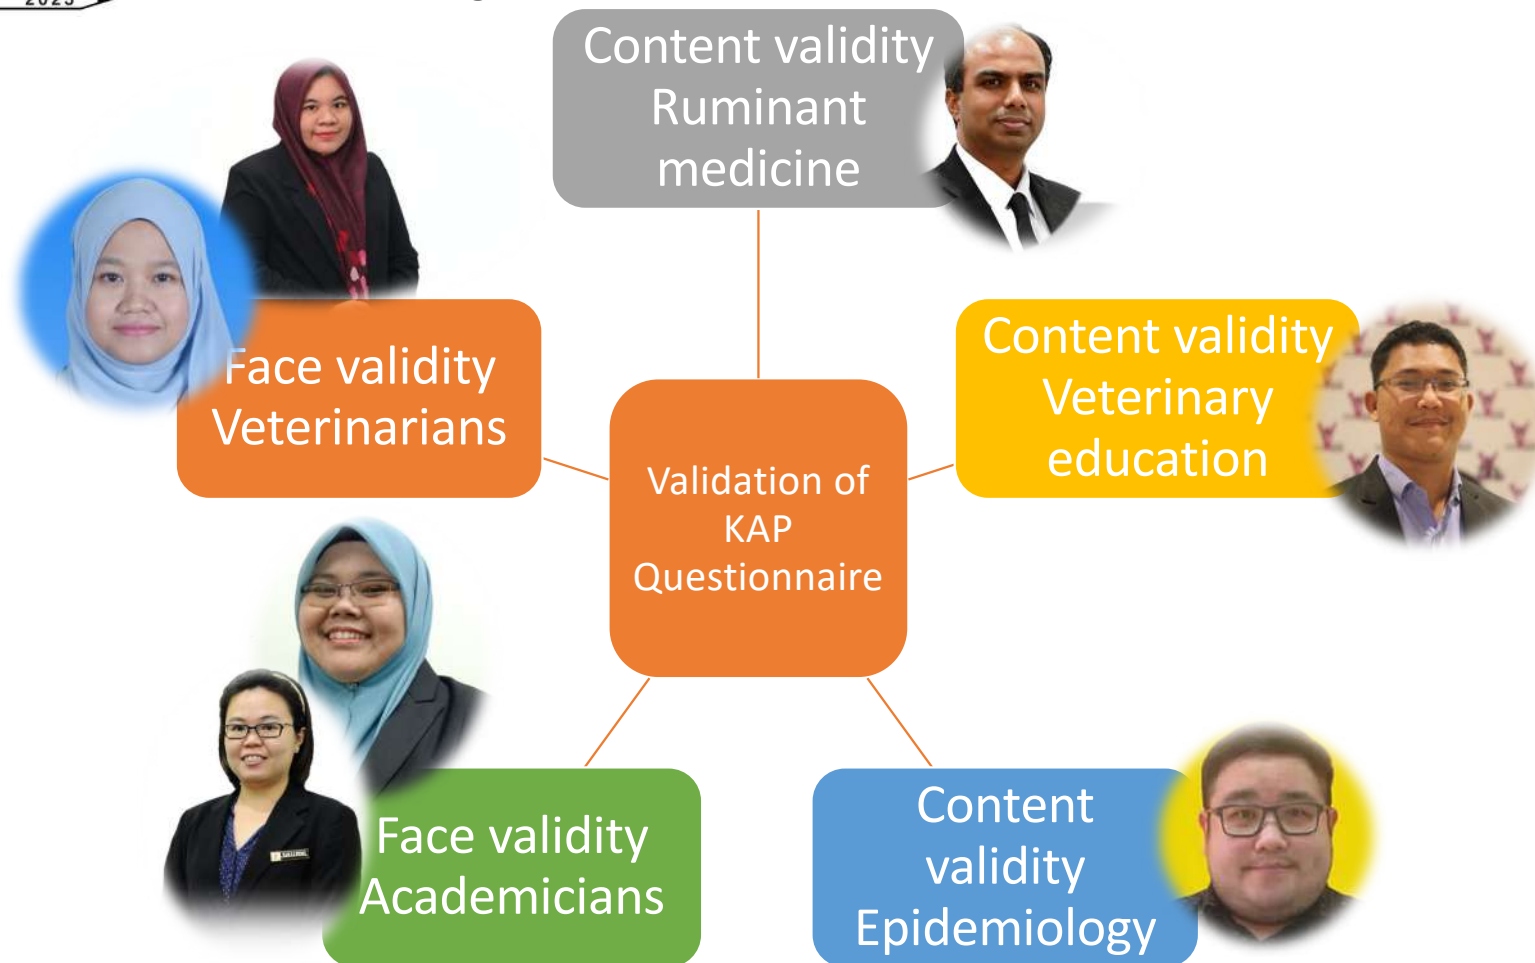 2023
Content validity
Ruminant
medicine
Face validity
Veterinarians
Content validity
Veterinary
education
Validation of
KAP
Questionnaire
Face validity
Academicians
Content
validity
Epidemiology